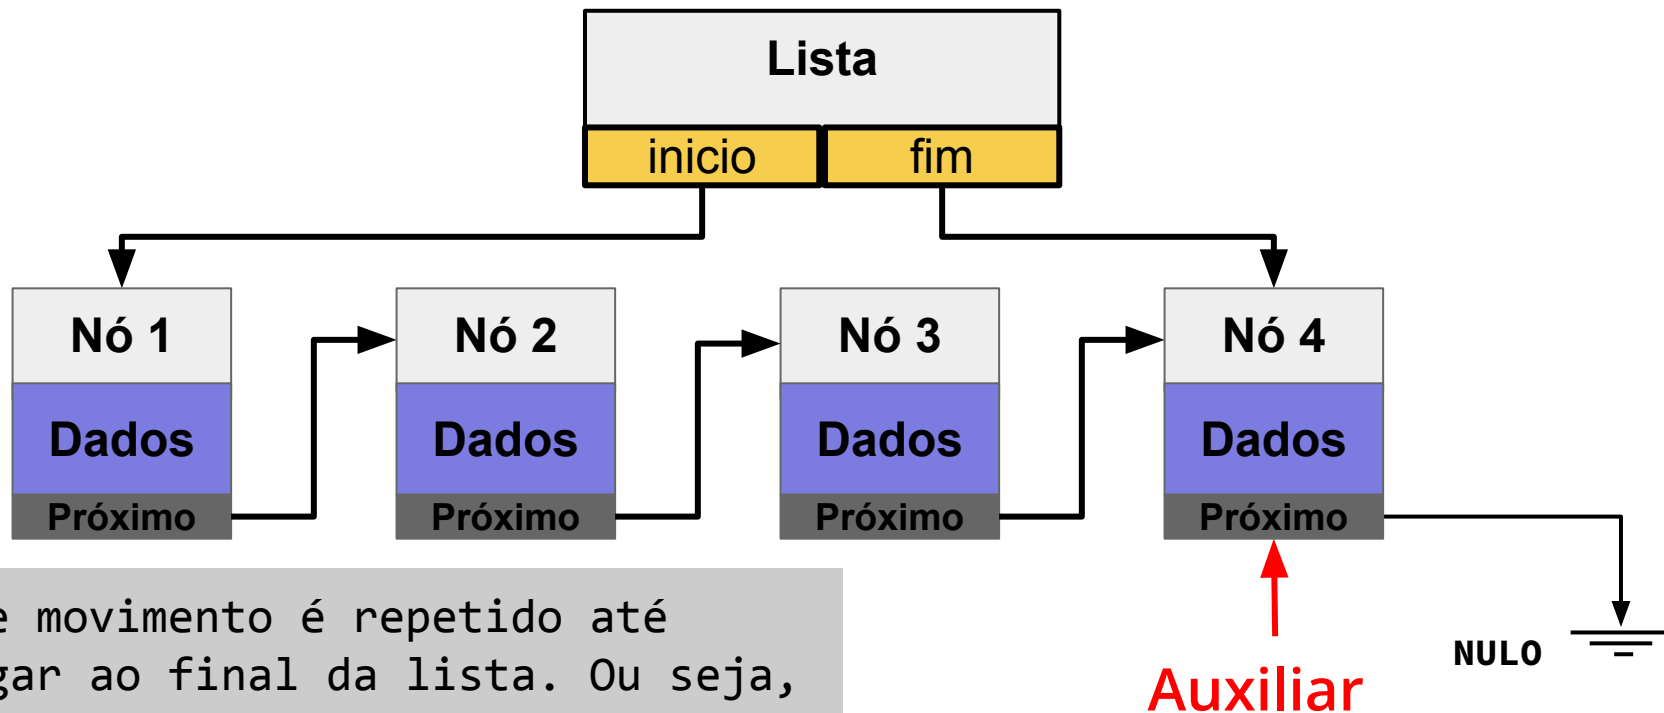 Lista
inicio fim
Nó 1 Nó 2 Nó 3 Nó 4
Dados Dados Dados Dados
Próximo Próximo Próximo Próximo
e movimento é repetido até
gar ao final da lista. Ou seja,
NULO
Auxiliar